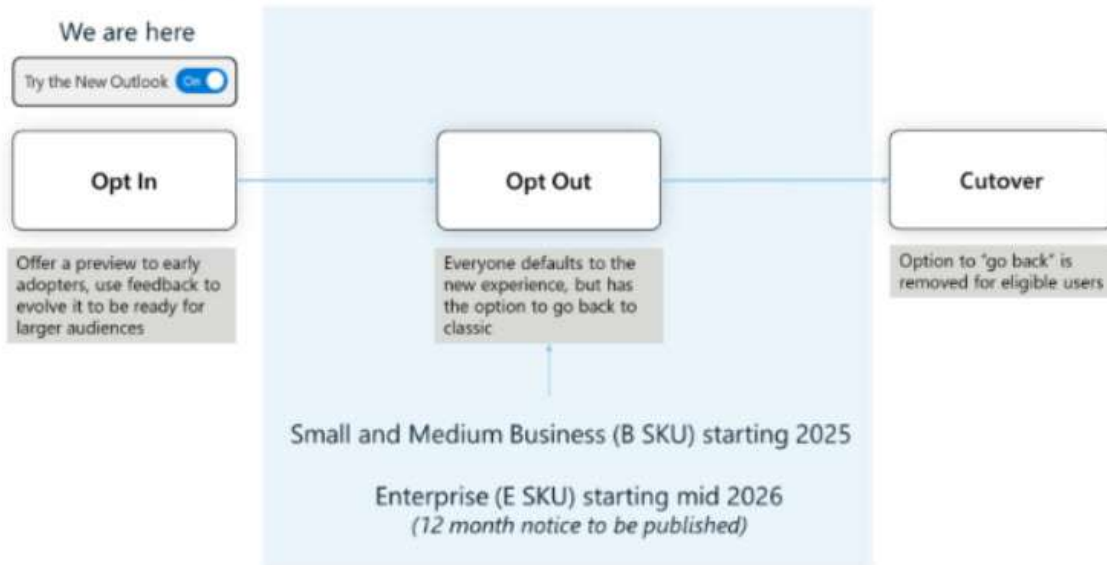 We are here
Try the New Outlook On
Opt In
Opt Out
Cutover
Offer a preview to early
adopters, use feedback to
evolve it to be ready for
larger audiences
Everyone defaults to the
new experience, but has
the option to go back to
classic
Option to "go back" is
removed for eligible users
Small and Medium Business (B SKU) starting 2025
Enterprise (E SKU) starting mid 2026
(12 month notice to be published)